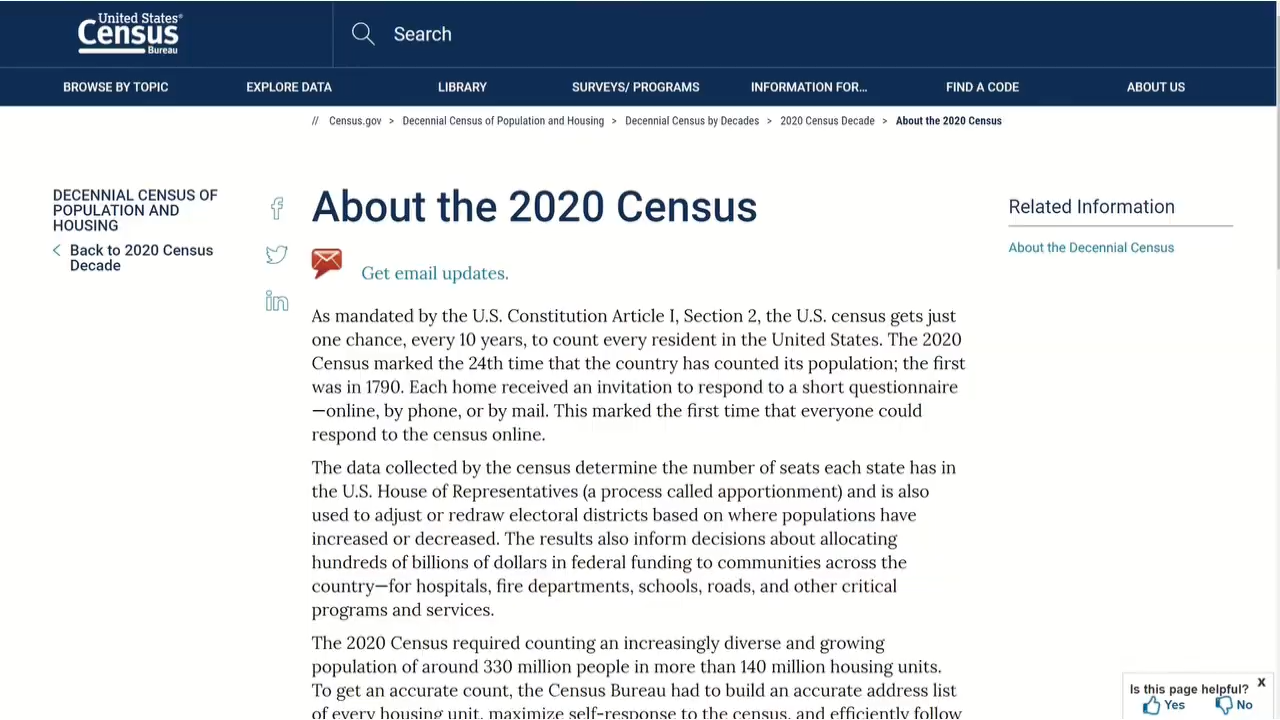 United States®
Census
Bureau
Search
BROWSE BY TOPIC
EXPLORE DATA
LIBRARY
SURVEYS/ PROGRAMS
INFORMATION FOR...
FIND A CODE
ABOUT US
// Census.gov > Decennial Census of Population and Housing > Decennial Census by Decades > 2020 Census Decade > About the 2020 Census
DECENNIAL CENSUS OF
POPULATION AND
HOUSING
Back to 2020 Census
Decade
About the 2020 Census
Get email updates.
As mandated by the U.S. Constitution Article I, Section 2, the U.S. census gets just
one chance, every 10 years, to count every resident in the United States. The 2020
Census marked the 24th time that the country has counted its population; the first
was in 1790. Each home received an invitation to respond to a short questionnaire
—online, by phone, or by mail. This marked the first time that everyone could
respond to the census online.
The data collected by the census determine the number of seats each state has in
the U.S. House of Representatives (a process called apportionment) and is also
used to adjust or redraw electoral districts based on where populations have
increased or decreased. The results also inform decisions about allocating
hundreds of billions of dollars in federal funding to communities across the
country—for hospitals, fire departments, schools, roads, and other critical
programs and services.
The 2020 Census required counting an increasingly diverse and growing
population of around 330 million people in more than 140 million housing units.
To get an accurate count, the Census Bureau had to build an accurate address list
of every housing unit, maximize self-response to the census, and efficiently follow
Related Information
About the Decennial Census
Is this page helpful? X
Yes No